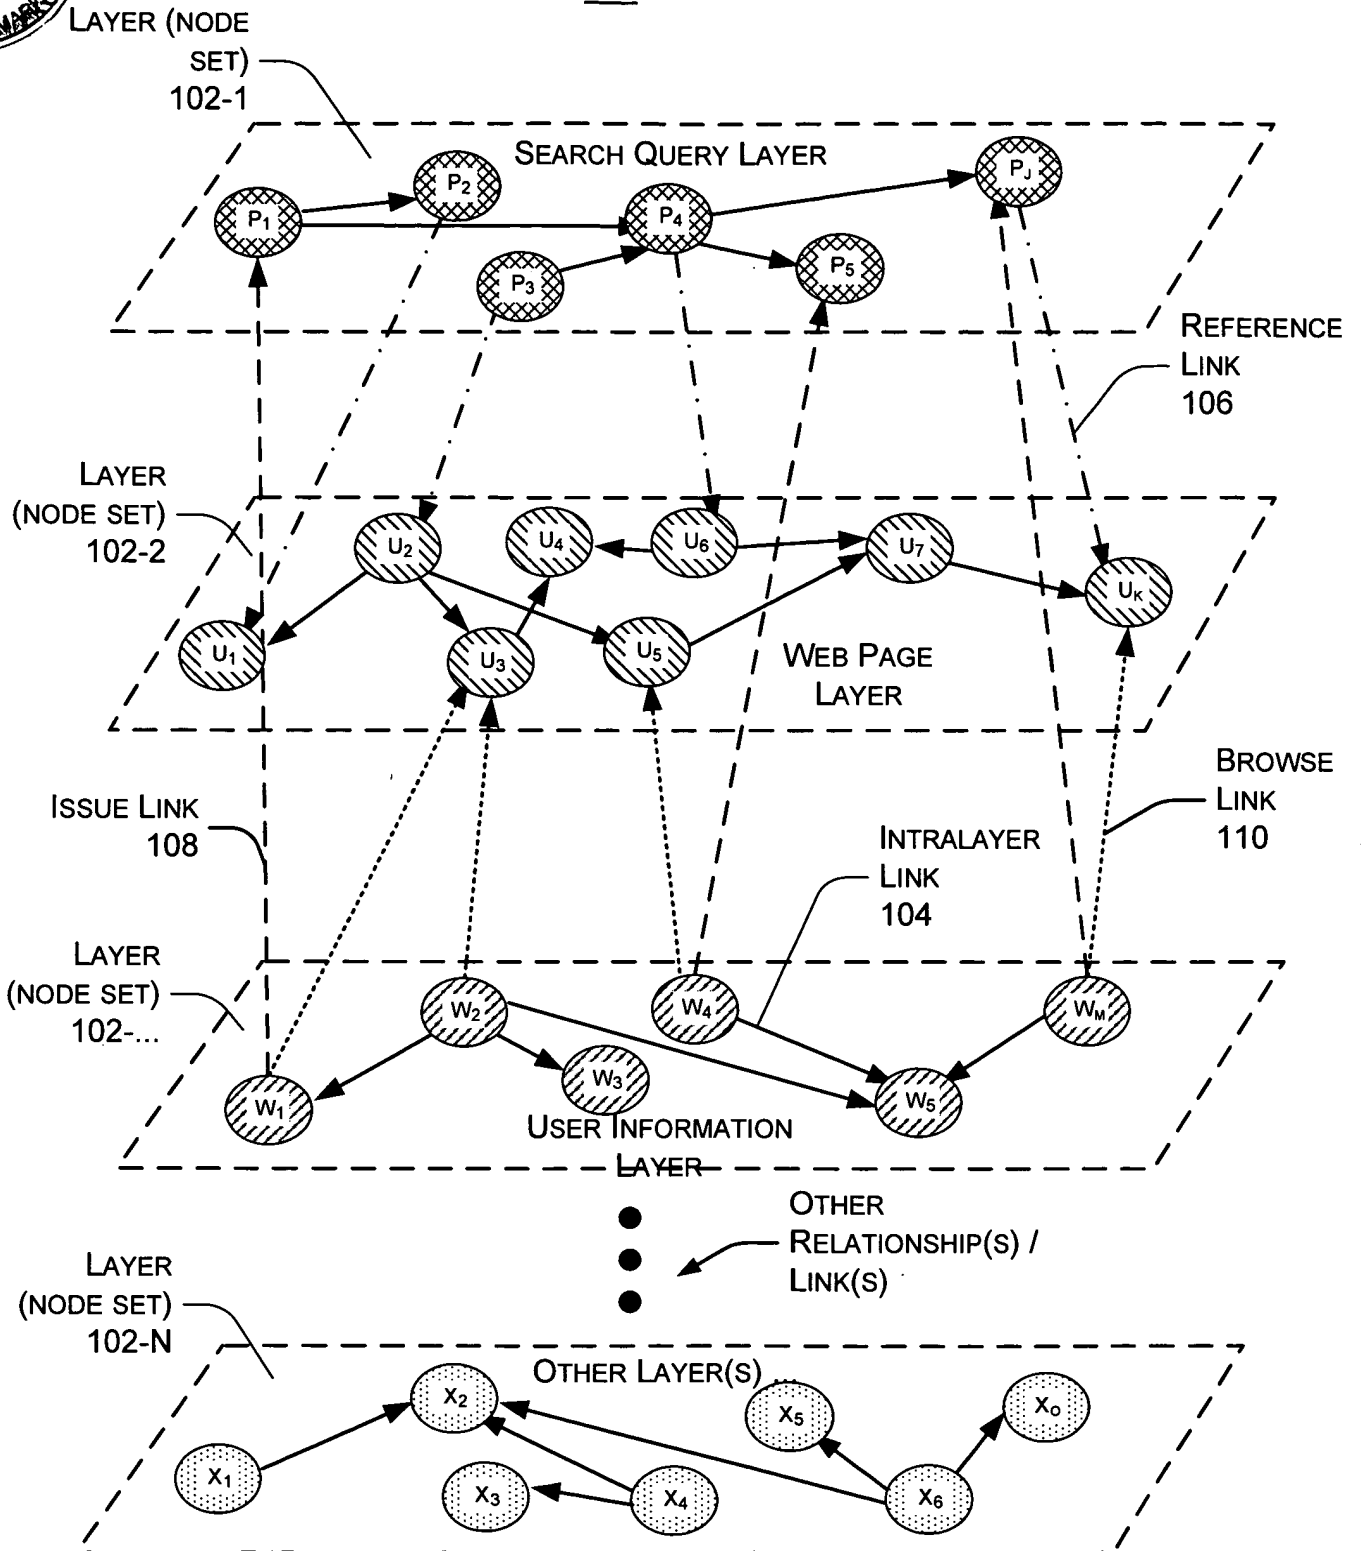 LAYER (NODE
SET)
102-1
SEARCH QUERY LAYER
P1
P2
P3
P4
P5
PJ
REFERENCE
LINK
106
LAYER
(NODE SET)
102-2
U1
U2
U3
U4
U5
U6
U7
UK
WEB PAGE
LAYER
ISSUE LINK
108
BROWSE
LINK
110
INTRALAYER
LINK
104
LAYER
(NODE SET)
102-...
W1
W2
W3
W4
W5
WM
USER INFORMATION
LAYER
OTHER
RELATIONSHIP(S) /
LINK(S)
LAYER
(NODE SET)
102-N
OTHER LAYER(S) ...
X1
X2
X3
X4
X5
X6
XO